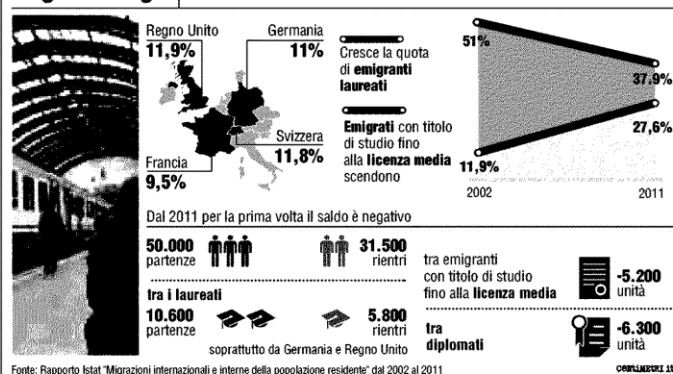 Regno Unito
11,9%
Germania
11%
Francia
9,5%
Svizzera
11,8%
Cresce la quota
di emigranti
laureati
Emigrati con titolo
di studio fino
alla licenza media
scendono
51%
37,9%
27,6%
11,9%
2002
2011
Dal 2011 per la prima volta il saldo è negativo
50.000
partenze
31.500
rientri
tra i laureati
10.600
partenze
5.800
rientri
soprattutto da Germania e Regno Unito
tra emigranti
con titolo di studio
fino alla licenza media
-5.200
unità
tra
diplomati
-6.300
unità
Fonte: Rapporto Istat "Migrazioni internazionali e interne della popolazione residente" dal 2002 al 2011
CENTIMETRI.IT